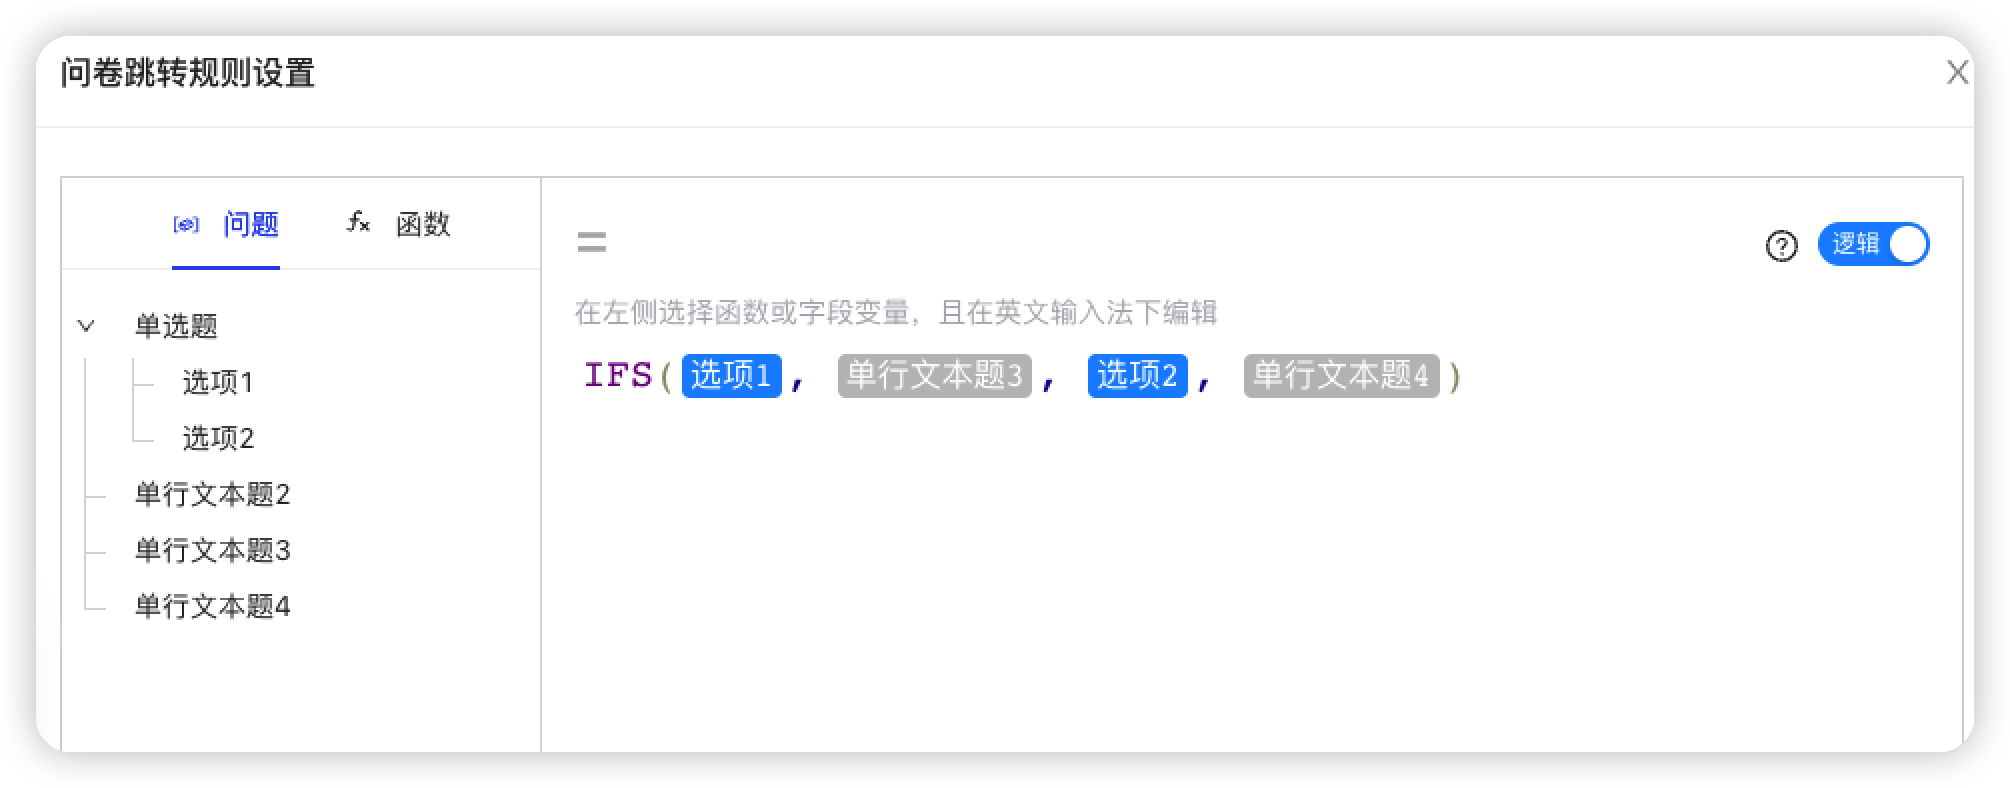 问卷跳转规则设置
问题 函数
逻辑
在左侧选择函数或字段变量，且在英文输入法下编辑
IFS(选项1, 单行文本题3, 选项2, 单行文本题4)
单选题
选项1
选项2
单行文本题2
单行文本题3
单行文本题4